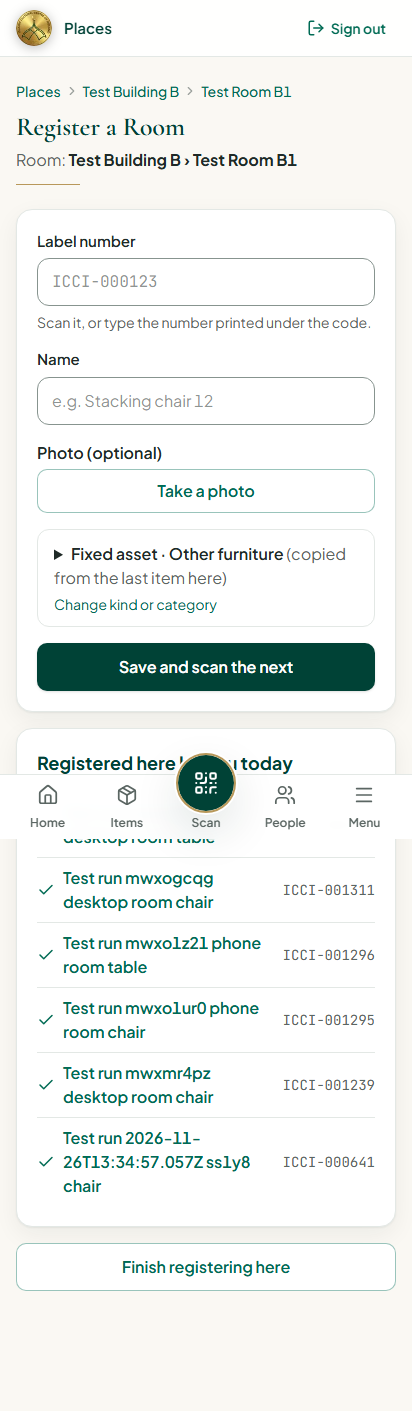 Places
Sign out
Places > Test Building B > Test Room B1
Register a Room
Room: Test Building B › Test Room B1
Label number
ICCI-000123
Scan it, or type the number printed under the code.
Name
e.g. Stacking chair 12
Photo (optional)
Take a photo
Fixed asset · Other furniture (copied
from the last item here)
Change kind or category
Save and scan the next
Registered here today
Home
Items
Scan
People
Menu
desktop room table
Test run mwxogcqg
desktop room chair
ICCI-001311
Test run mwxo1z2l phone
room table
ICCI-001296
Test run mwxo1ur0 phone
room chair
ICCI-001295
Test run mwxmr4pz
desktop room chair
ICCI-001239
Test run 2026-11-
26T13:34:57.057Z ss1y8
chair
ICCI-000641
Finish registering here